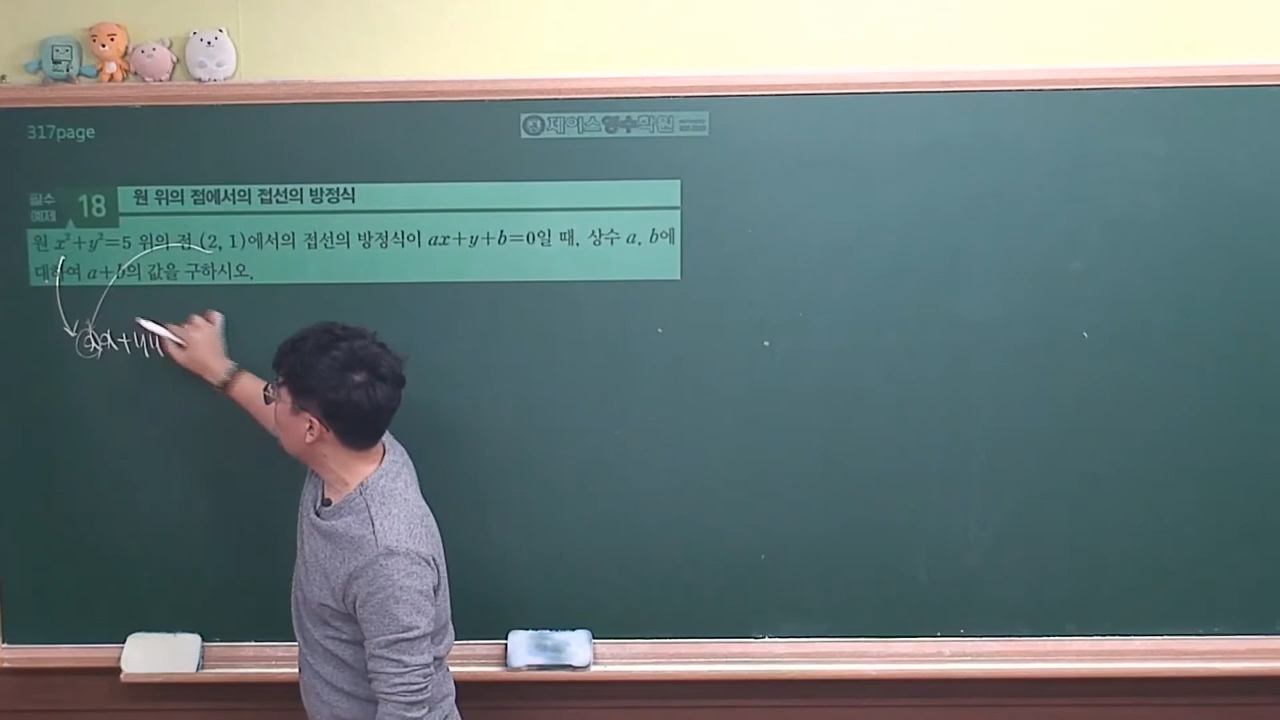 317page
제이스영수학원
필수
예제 18 원 위의 점에서의 접선의 방정식
원 x²+y²=5 위의 점 (2, 1)에서의 접선의 방정식이 ax+y+b=0일 때, 상수 a, b에
대하여 a+b의 값을 구하시오.
xx+yy